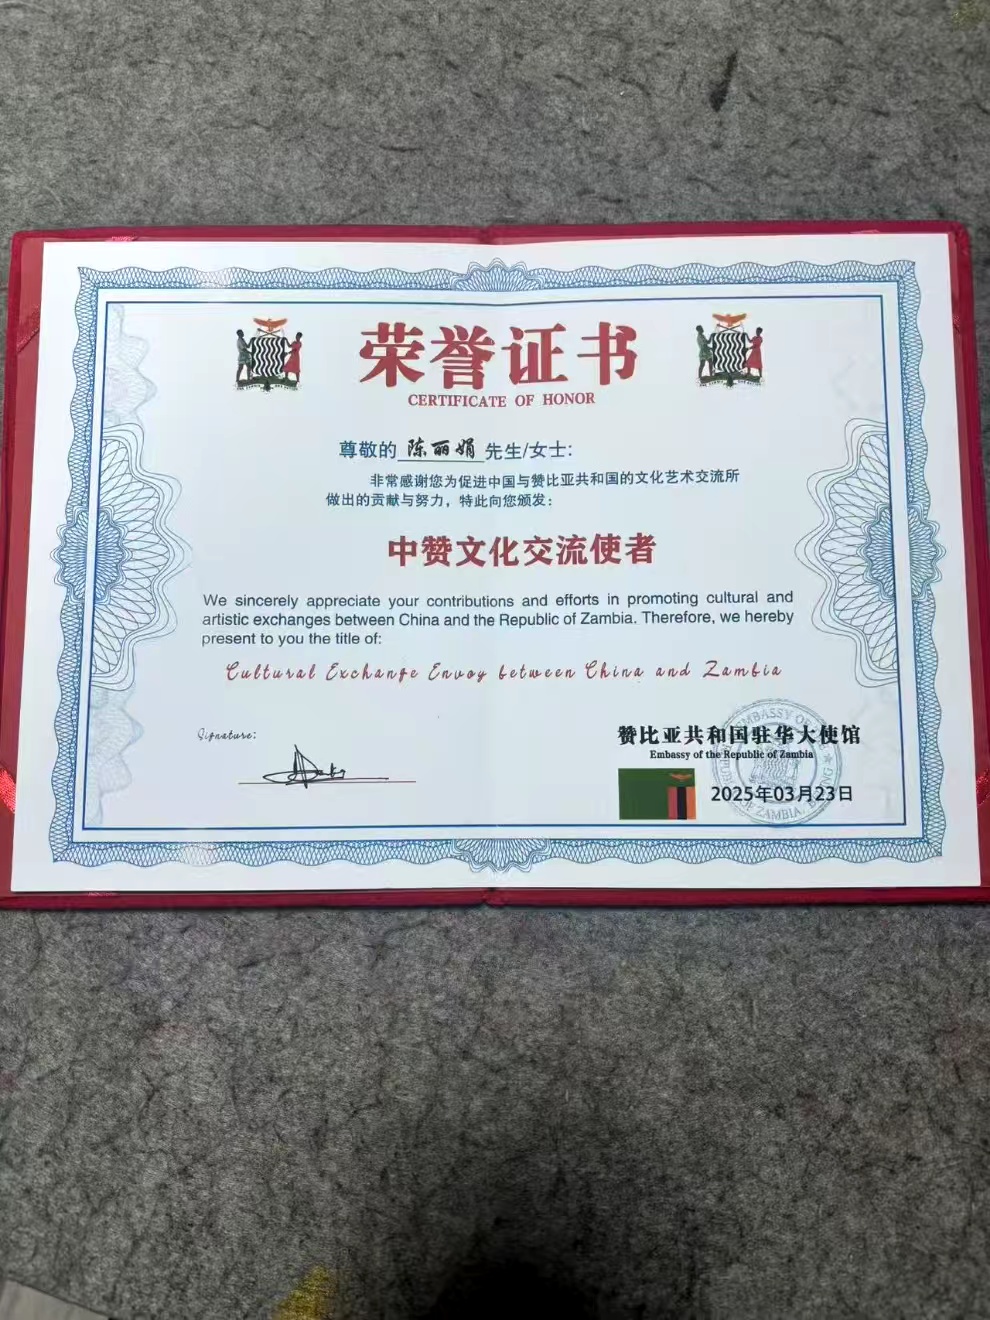 荣誉证书
CERTIFICATE OF HONOR
尊敬的 陈丽娟 先生/女士:
非常感谢您为促进中国与赞比亚共和国的文化艺术交流所
做出的贡献与努力，特此向您颁发:
中赞文化交流使者
We sincerely appreciate your contributions and efforts in promoting cultural and
artistic exchanges between China and the Republic of Zambia. Therefore, we hereby
present to you the title of:
Cultural Exchange Envoy between China and Zambia
Signature:
赞比亚共和国驻华大使馆
Embassy of the Republic of Zambia
2025年03月23日
EMBASSY OF
OF ZAMBIA